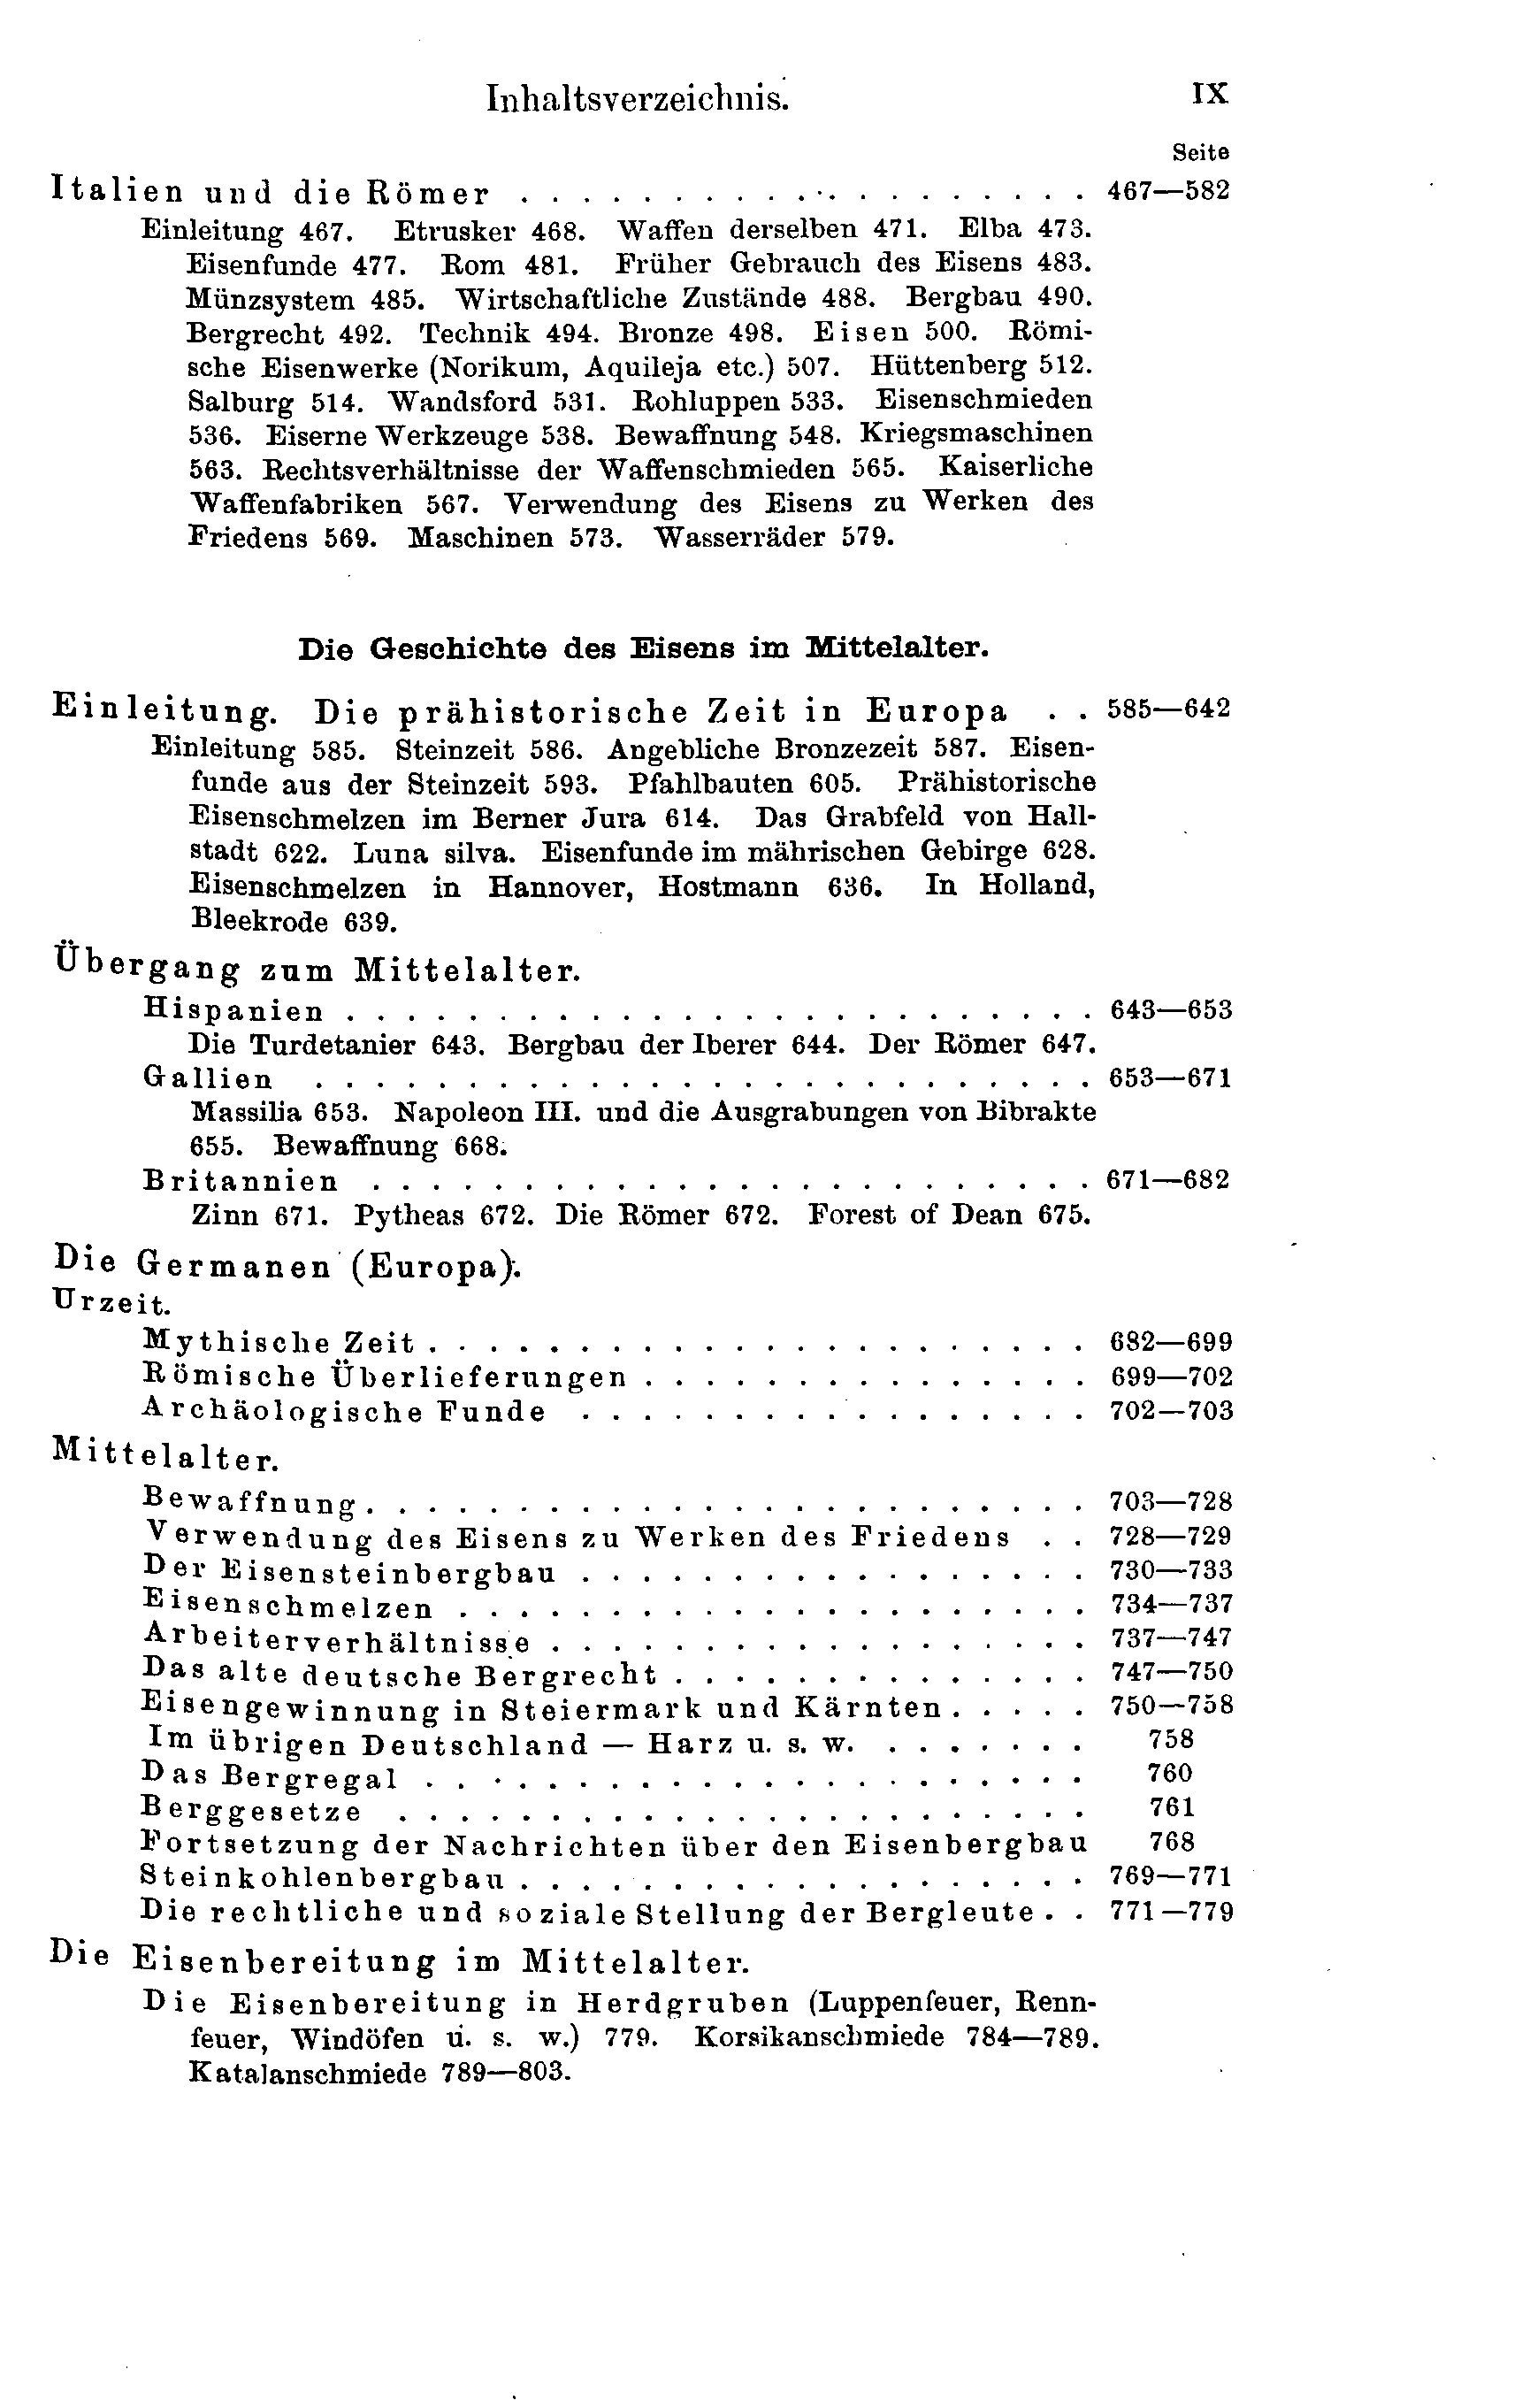 Inhaltsverzeichnis. IX
Seite
Italien und die Römer . . . . . . . . . . . . . . . . . . . 467—582
Einleitung 467. Etrusker 468. Waffen derselben 471. Elba 473.
Eisenfunde 477. Rom 481. Früher Gebrauch des Eisens 483.
Münzsystem 485. Wirtschaftliche Zustände 488. Bergbau 490.
Bergrecht 492. Technik 494. Bronze 498. Eisen 500. Römi-
sche Eisenwerke (Norikum, Aquileja etc.) 507. Hüttenberg 512.
Salburg 514. Wandsford 531. Rohluppen 533. Eisenschmieden
536. Eiserne Werkzeuge 538. Bewaffnung 548. Kriegsmaschinen
563. Rechtsverhältnisse der Waffenschmieden 565. Kaiserliche
Waffenfabriken 567. Verwendung des Eisens zu Werken des
Friedens 569. Maschinen 573. Wasserräder 579.
Die Geschichte des Eisens im Mittelalter.
Einleitung. Die prähistorische Zeit in Europa . . 585—642
Einleitung 585. Steinzeit 586. Angebliche Bronzezeit 587. Eisen-
funde aus der Steinzeit 593. Pfahlbauten 605. Prähistorische
Eisenschmelzen im Berner Jura 614. Das Grabfeld von Hall-
stadt 622. Luna silva. Eisenfunde im mährischen Gebirge 628.
Eisenschmelzen in Hannover, Hostmann 636. In Holland,
Bleekrode 639.
Übergang zum Mittelalter.
Hispanien . . . . . . . . . . . . . . . . . . . . . . . . . 643—653
Die Turdetanier 643. Bergbau der Iberer 644. Der Römer 647.
Gallien . . . . . . . . . . . . . . . . . . . . . . . . . . 653—671
Massilia 653. Napoleon III. und die Ausgrabungen von Bibrakte
655. Bewaffnung 668.
Britannien . . . . . . . . . . . . . . . . . . . . . . . . 671—682
Zinn 671. Pytheas 672. Die Römer 672. Forest of Dean 675.
Die Germanen (Europa).
Urzeit.
Mythische Zeit . . . . . . . . . . . . . . . . . . . . . . 682—699
Römische Überlieferungen . . . . . . . . . . . . . . . 699—702
Archäologische Funde . . . . . . . . . . . . . . . . . 702—703
Mittelalter.
Bewaffnung . . . . . . . . . . . . . . . . . . . . . . . . 703—728
Verwendung des Eisens zu Werken des Friedens . . 728—729
Der Eisensteinbergbau . . . . . . . . . . . . . . . . . 730—733
Eisenschmelzen . . . . . . . . . . . . . . . . . . . . . 734—737
Arbeiterverhältnisse . . . . . . . . . . . . . . . . . . 737—747
Das alte deutsche Bergrecht . . . . . . . . . . . . . . 747—750
Eisengewinnung in Steiermark und Kärnten . . . . . 750—758
Im übrigen Deutschland — Harz u. s. w. . . . . . . . 758
Das Bergregal . . . . . . . . . . . . . . . . . . . . . . 760
Berggesetze . . . . . . . . . . . . . . . . . . . . . . . 761
Fortsetzung der Nachrichten über den Eisenbergbau 768
Steinkohlenbergbau . . . . . . . . . . . . . . . . . . . 769—771
Die rechtliche und soziale Stellung der Bergleute . . 771—779
Die Eisenbereitung im Mittelalter.
Die Eisenbereitung in Herdgruben (Luppenfeuer, Renn-
feuer, Windöfen u. s. w.) 779. Korsikanschmiede 784—789.
Katalanschmiede 789—803.